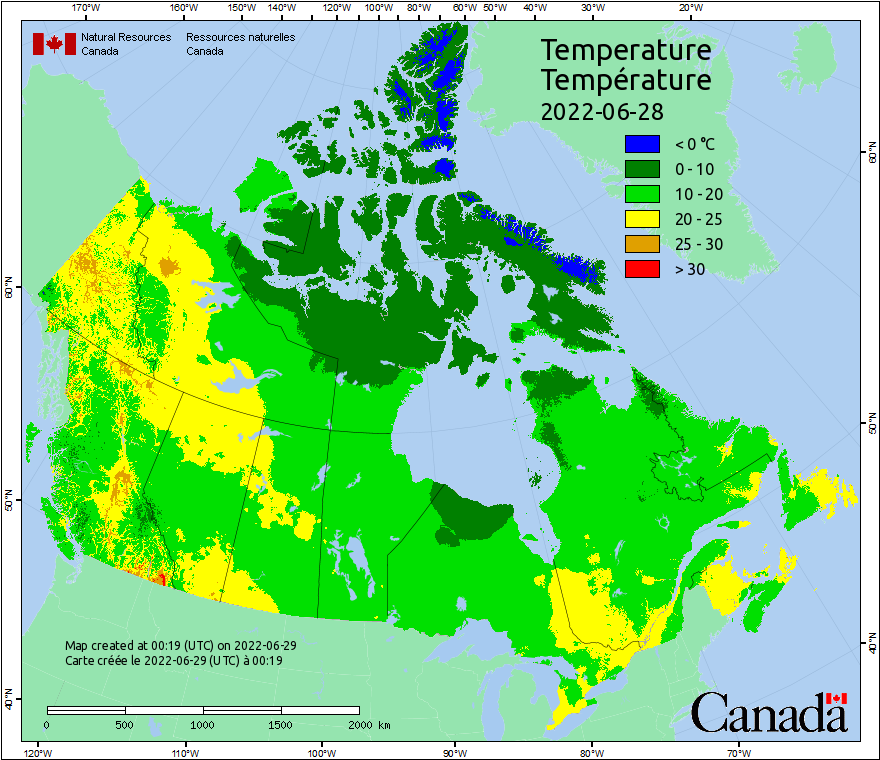 170°W 160°W 150°W 140°W 120°W 100°W 80°W 60°W 50°W 40°W 30°W 20°W
Natural Resources Ressources naturelles
Canada Canada
Temperature
Température
2022-06-28
< 0 °C
0 - 10
10 - 20
20 - 25
25 - 30
> 30
60°N
50°N
40°N
60°N
50°N
40°N
Map created at 00:19 (UTC) on 2022-06-29
Carte créée le 2022-06-29 (UTC) à 00:19
0 500 1000 1500 2000 km
Canada
120°W 110°W 100°W 90°W 80°W 70°W